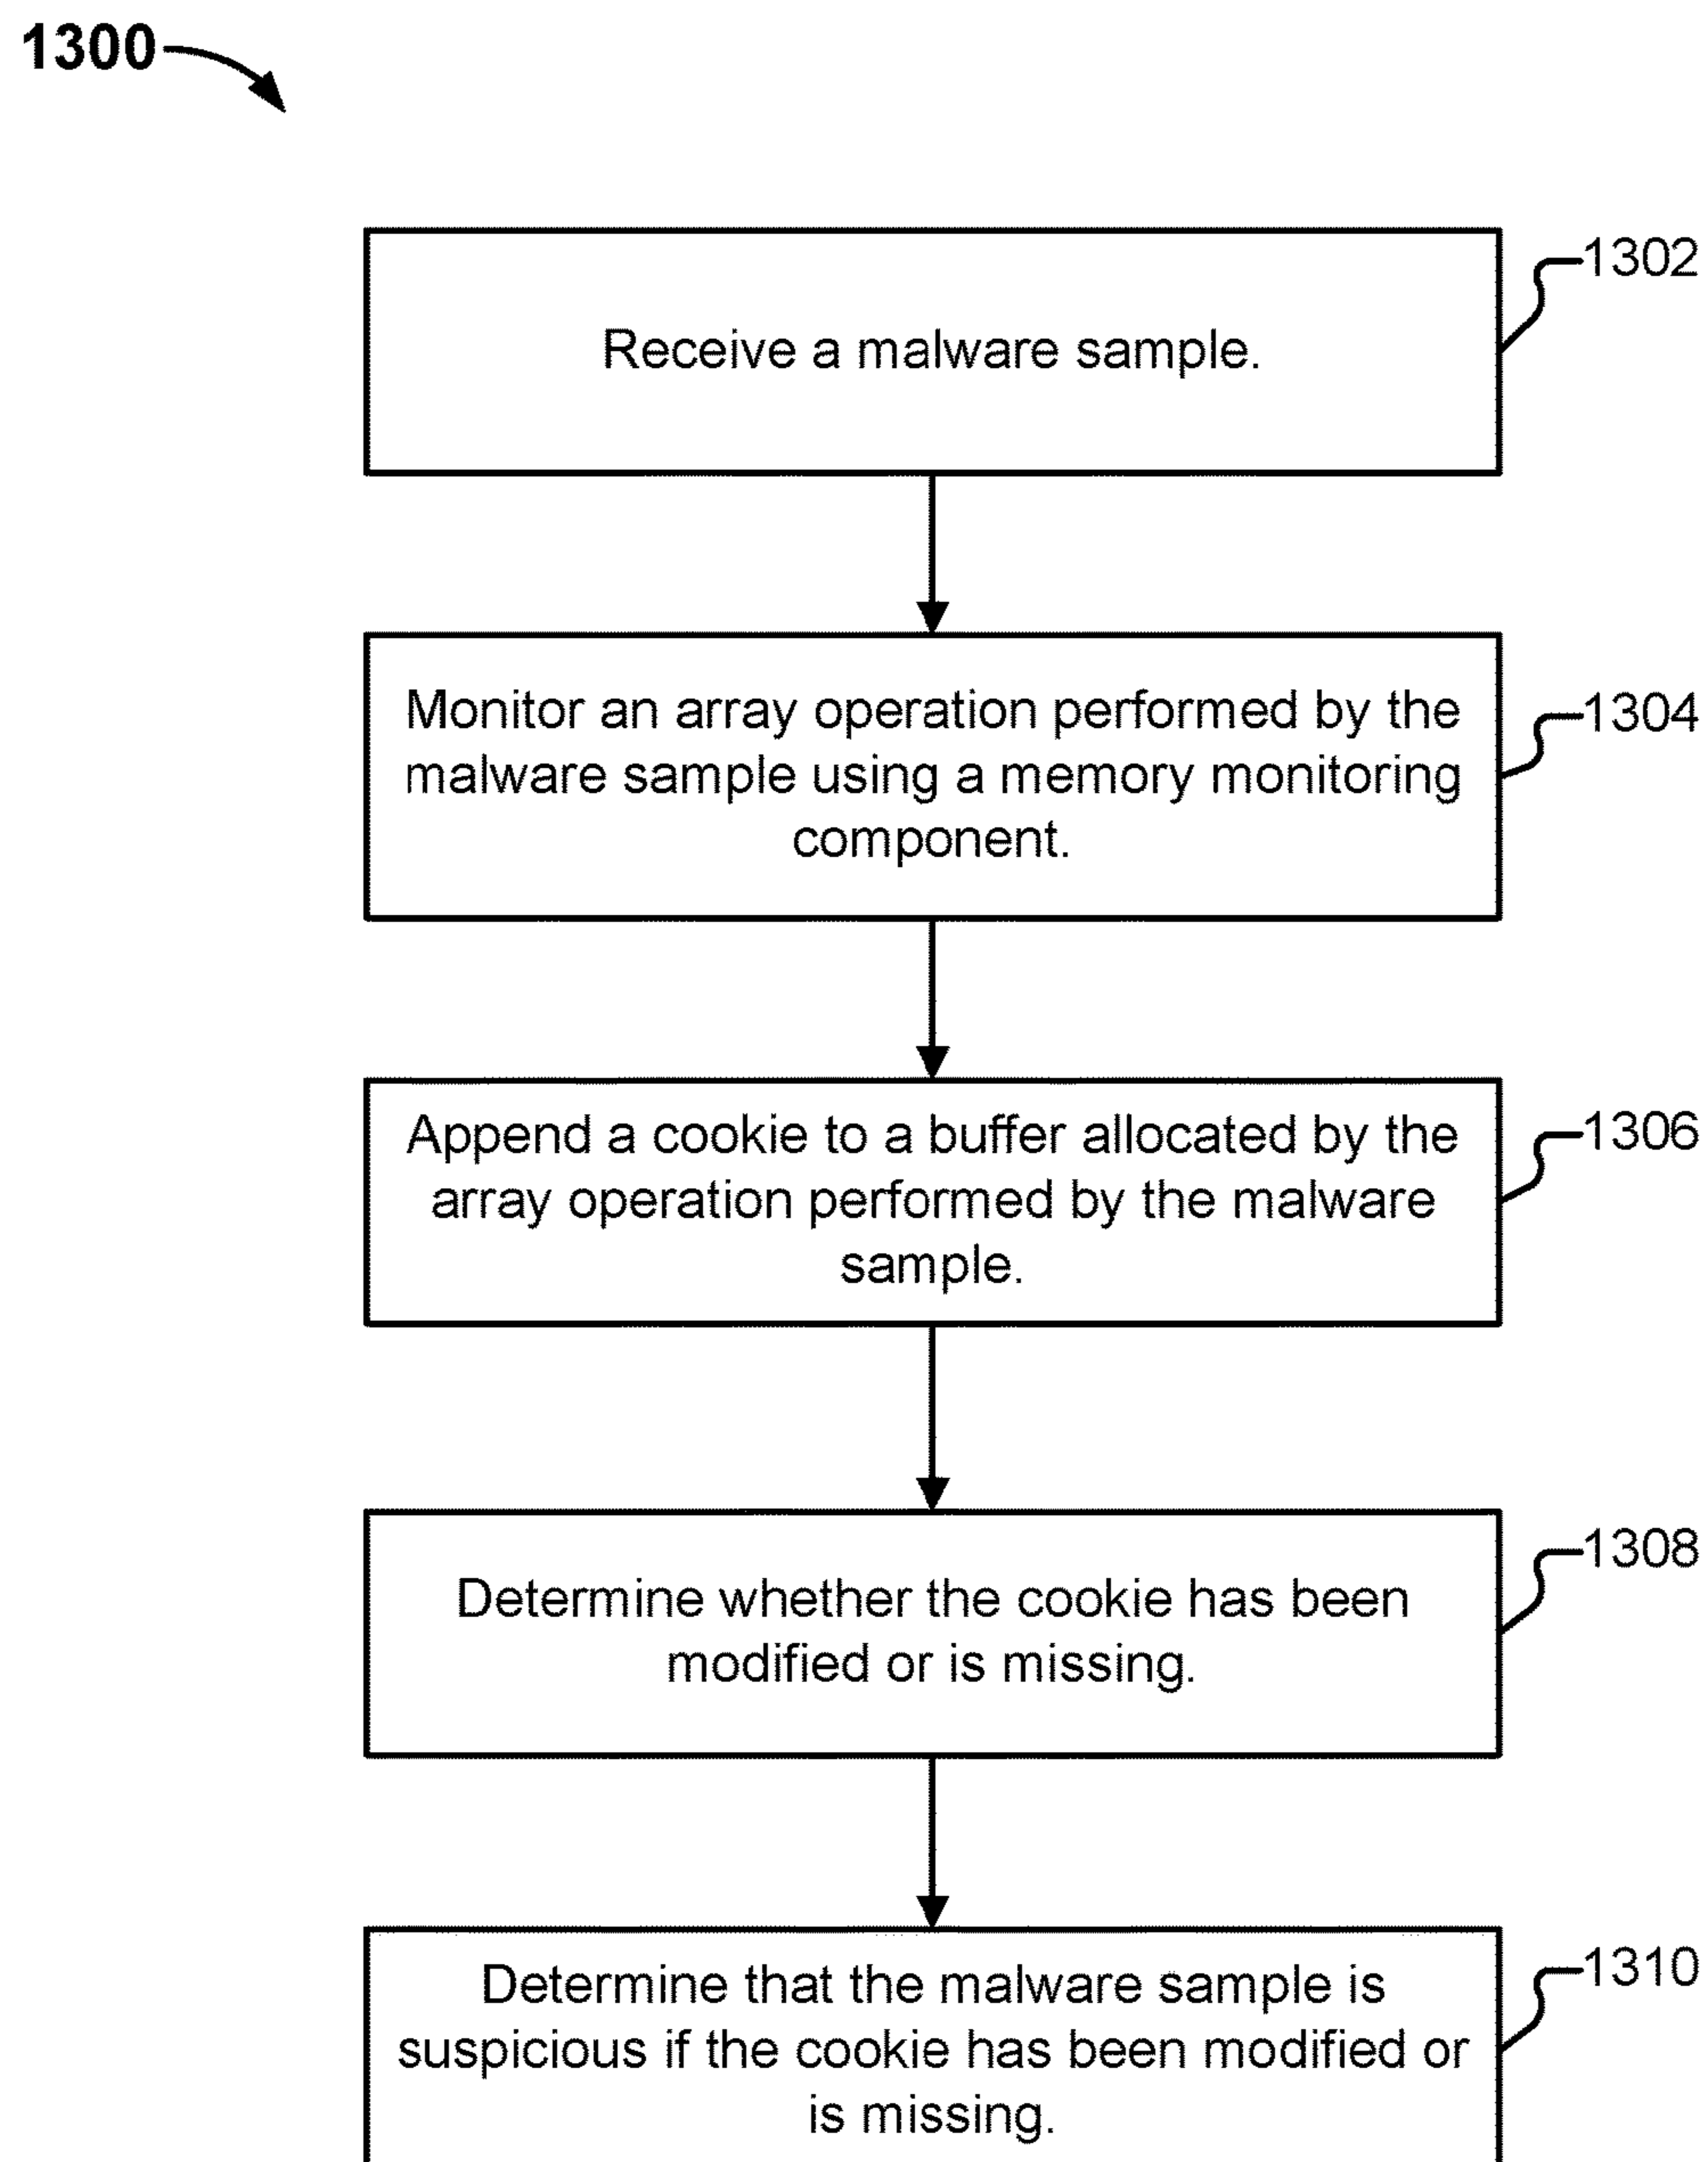 1300
1302
Receive a malware sample.
1304
Monitor an array operation performed by the
malware sample using a memory monitoring
component.
1306
Append a cookie to a buffer allocated by the
array operation performed by the malware
sample.
1308
Determine whether the cookie has been
modified or is missing.
1310
Determine that the malware sample is
suspicious if the cookie has been modified or
is missing.